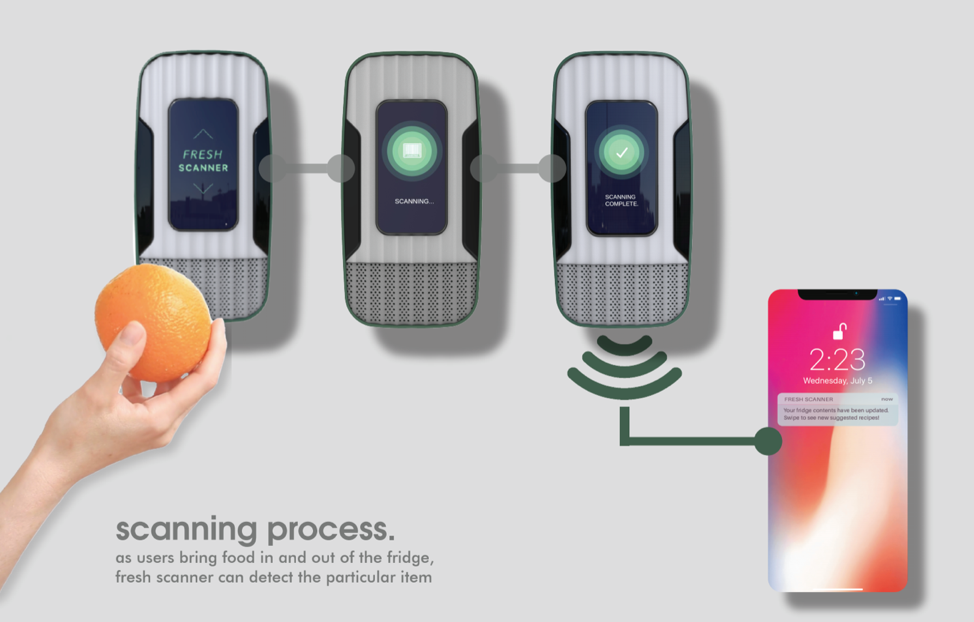 FRESH
SCANNER
SCANNING...
SCANNING
COMPLETE.
2:23
Wednesday, July 5
FRESH SCANNER now
Your fridge contents have been updated.
Swipe to see new suggested recipes!
scanning process.
as users bring food in and out of the fridge,
fresh scanner can detect the particular item